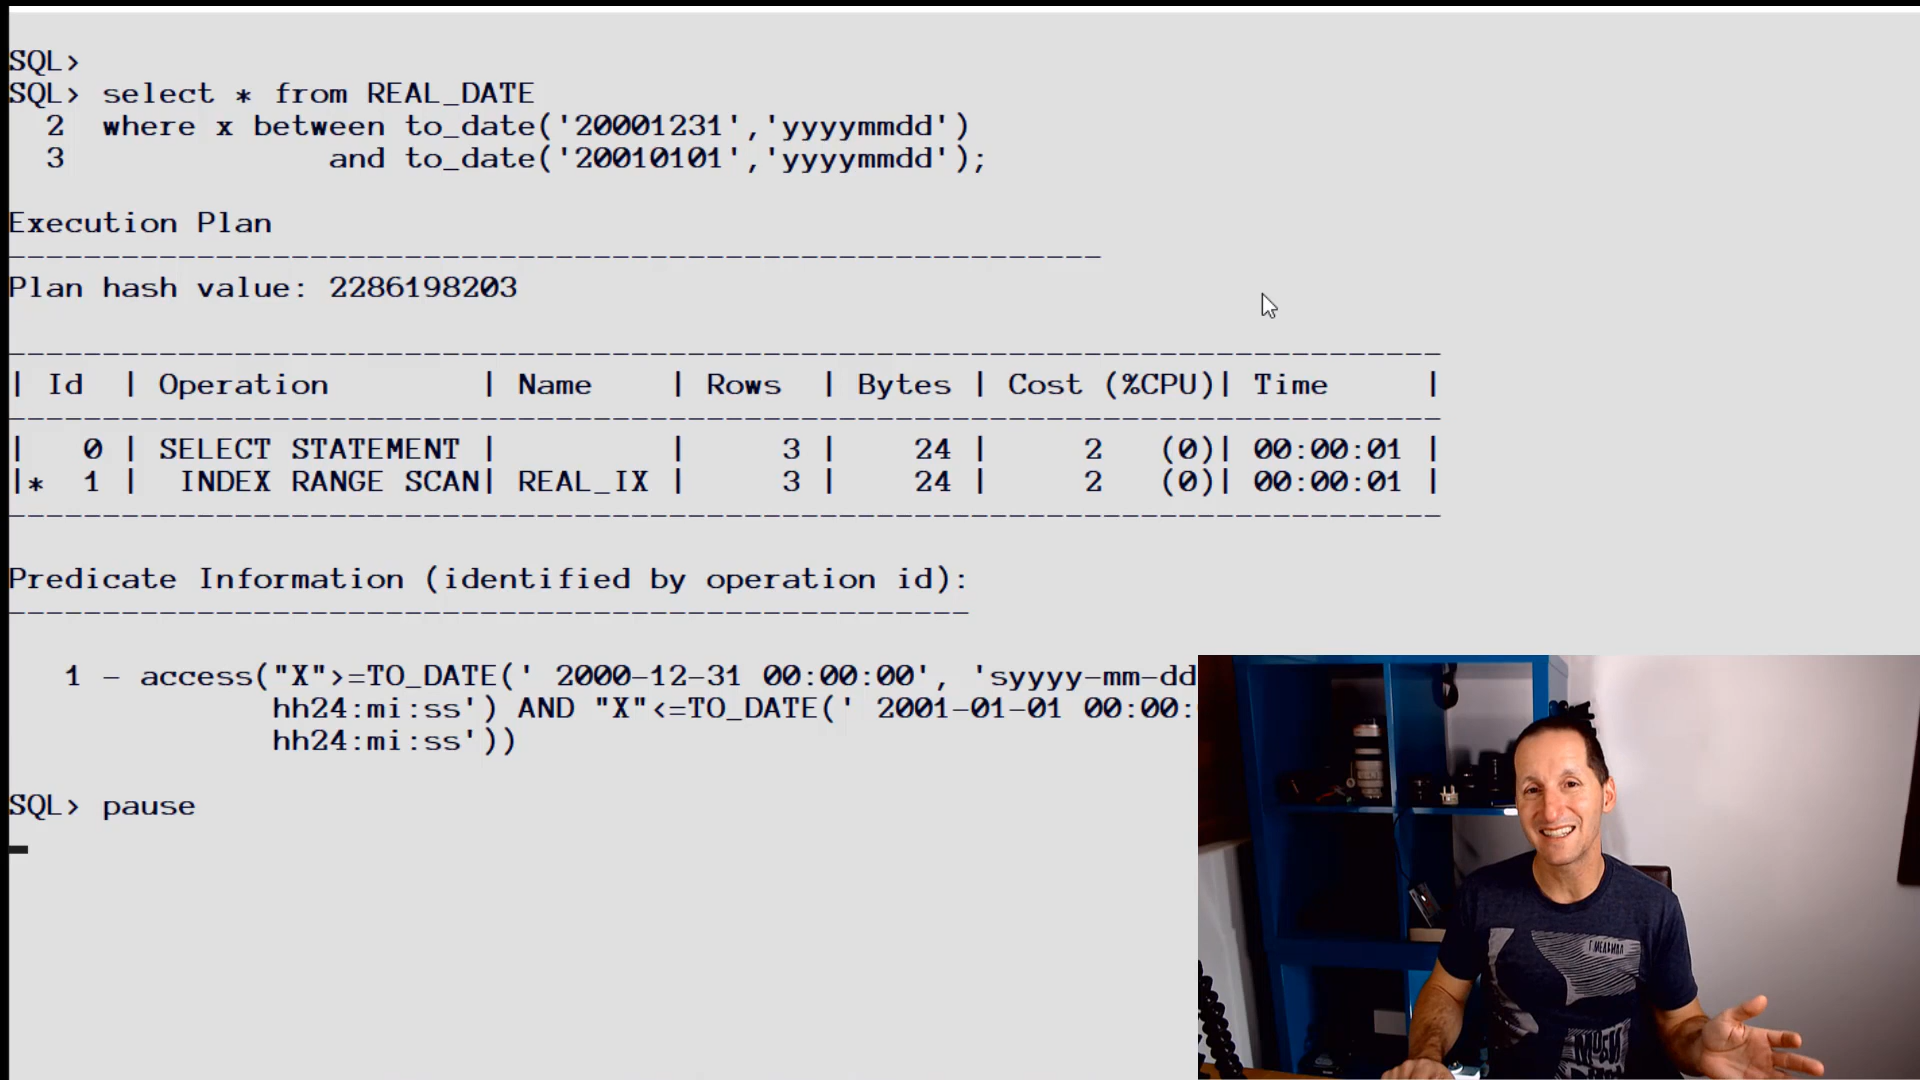 SQL>
SQL> select * from REAL_DATE
  2  where x between to_date('20001231','yyyymmdd')
  3              and to_date('20010101','yyyymmdd');
Execution Plan
----------------------------------------------------------
Plan hash value: 2286198203
----------------------------------------------------------------------------
| Id  | Operation        | Name    | Rows  | Bytes | Cost (%CPU)| Time     |
----------------------------------------------------------------------------
|   0 | SELECT STATEMENT |         |     3 |    24 |     2   (0)| 00:00:01 |
|*  1 |  INDEX RANGE SCAN| REAL_IX |     3 |    24 |     2   (0)| 00:00:01 |
----------------------------------------------------------------------------
Predicate Information (identified by operation id):
---------------------------------------------------
   1 - access("X">=TO_DATE(' 2000-12-31 00:00:00', 'syyyy-mm-dd
              hh24:mi:ss') AND "X"<=TO_DATE(' 2001-01-01 00:00:
              hh24:mi:ss'))
SQL> pause
Г.МЕЛВИЛ
МОБИ